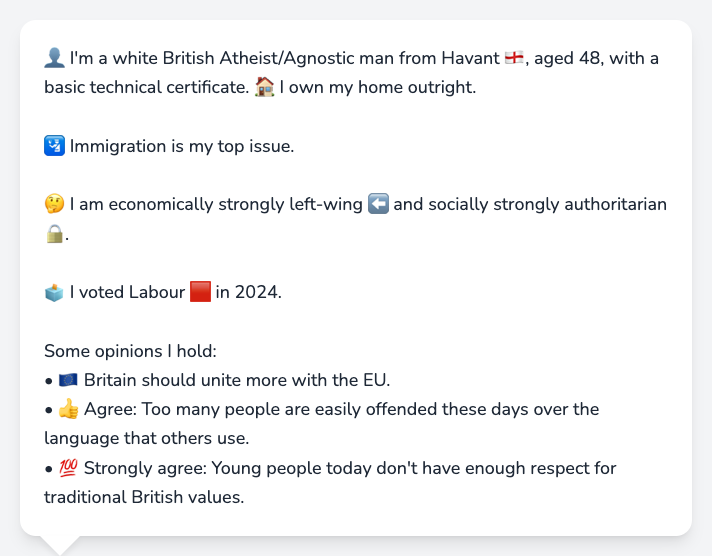 👤 I'm a white British Atheist/Agnostic man from Havant 🏴󠁧󠁢󠁥󠁮󠁧󠁿, aged 48, with a
basic technical certificate. 🏠 I own my home outright.
🛂 Immigration is my top issue.
🤔 I am economically strongly left-wing ⬅️ and socially strongly authoritarian
🔒.
🗳️ I voted Labour 🟥 in 2024.
Some opinions I hold:
• 🇪🇺 Britain should unite more with the EU.
• 👍 Agree: Too many people are easily offended these days over the
language that others use.
• 💯 Strongly agree: Young people today don't have enough respect for
traditional British values.